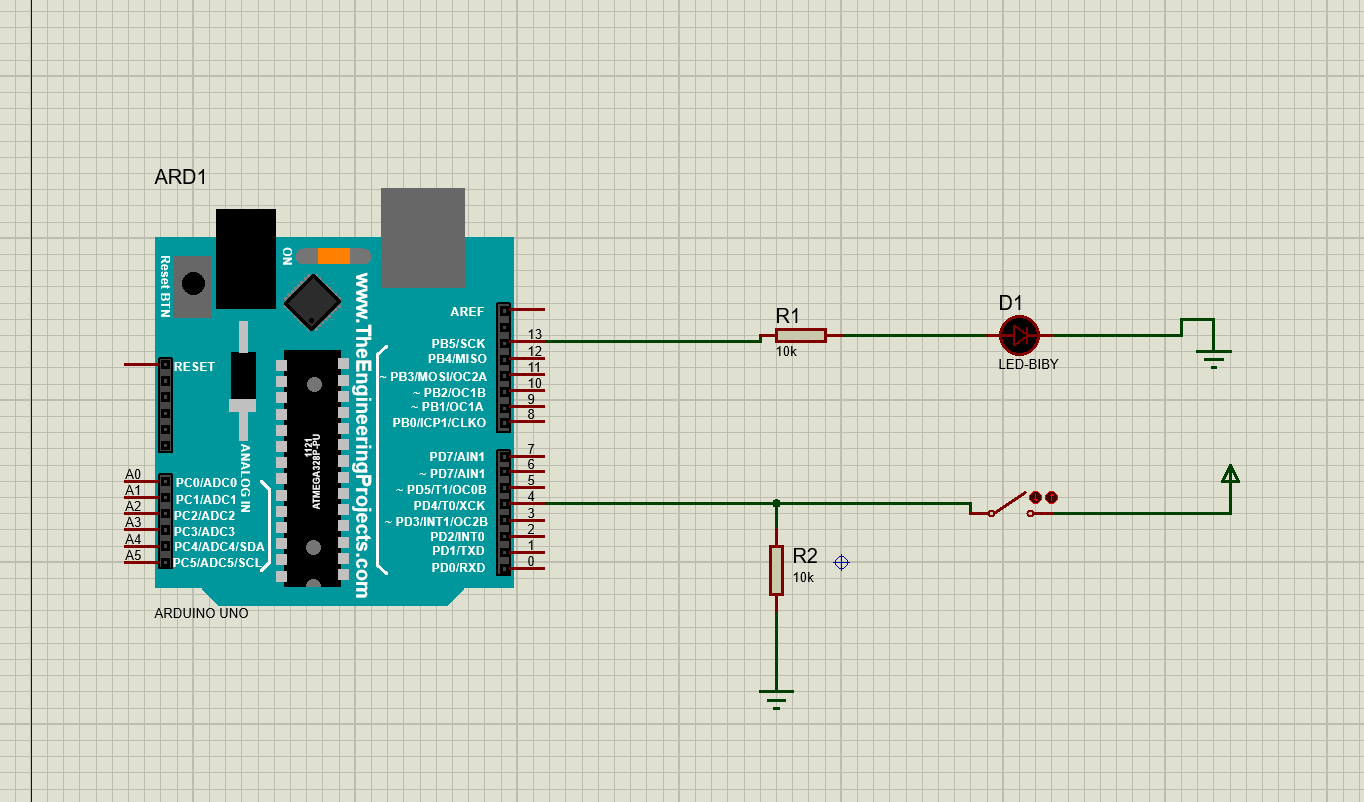 ARD1
ON
Reset BTN
www.TheEngineeringProjects.com
AREF
13
PB5/SCK
12
PB4/MISO
11
~ PB3/MOSI/OC2A
10
~ PB2/OC1B
9
~ PB1/OC1A
8
PB0/ICP1/CLKO
RESET
7
PD7/AIN1
6
~ PD7/AIN1
5
~ PD5/T1/OC0B
4
PD4/T0/XCK
3
~ PD3/INT1/OC2B
2
PD2/INT0
1
PD1/TXD
0
PD0/RXD
1121
ATMEGA328P-PU
ANALOG IN
A0
PC0/ADC0
A1
PC1/ADC1
A2
PC2/ADC2
A3
PC3/ADC3
A4
PC4/ADC4/SDA
A5
PC5/ADC5/SCL
ARDUINO UNO
R1
10k
D1
LED-BIBY
R2
10k